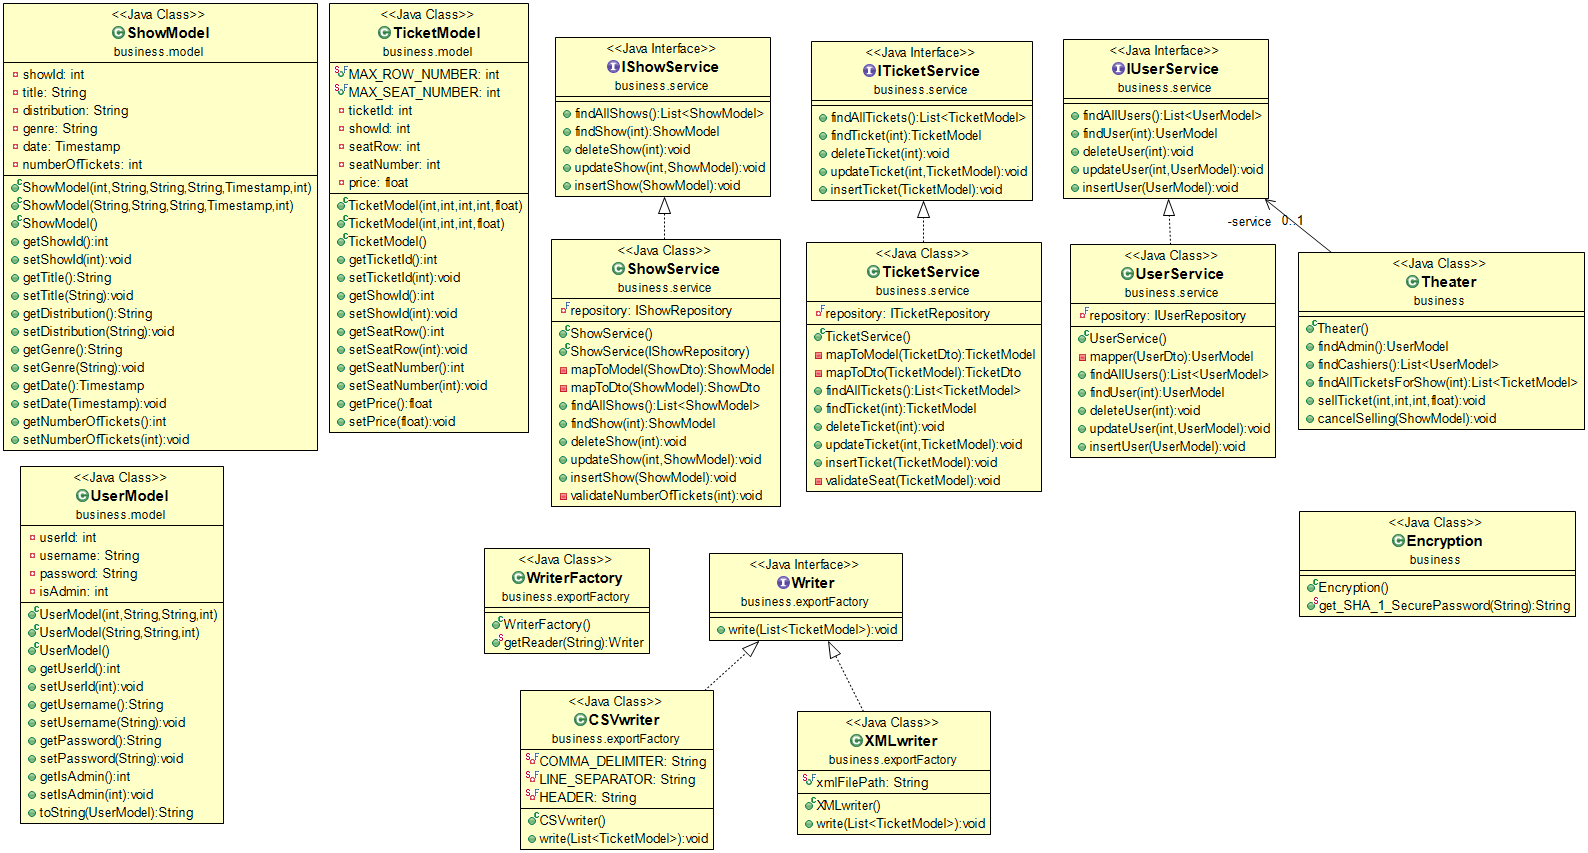 <<Java Class>>
ShowModel
business.model
showId: int
title: String
distribution: String
genre: String
date: Timestamp
numberOfTickets: int
ShowModel(int,String,String,String,Timestamp,int)
ShowModel(String,String,String,Timestamp,int)
ShowModel()
getShowId():int
setShowId(int):void
getTitle():String
setTitle(String):void
getDistribution():String
setDistribution(String):void
getGenre():String
setGenre(String):void
getDate():Timestamp
setDate(Timestamp):void
getNumberOfTickets():int
setNumberOfTickets(int):void
<<Java Class>>
TicketModel
business.model
MAX_ROW_NUMBER: int
MAX_SEAT_NUMBER: int
ticketId: int
showId: int
seatRow: int
seatNumber: int
price: float
TicketModel(int,int,int,int,float)
TicketModel(int,int,int,float)
TicketModel()
getTicketId():int
setTicketId(int):void
getShowId():int
setShowId(int):void
getSeatRow():int
setSeatRow(int):void
getSeatNumber():int
setSeatNumber(int):void
getPrice():float
setPrice(float):void
<<Java Interface>>
IShowService
business.service
findAllShows():List<ShowModel>
findShow(int):ShowModel
deleteShow(int):void
updateShow(int,ShowModel):void
insertShow(ShowModel):void
<<Java Interface>>
ITicketService
business.service
findAllTickets():List<TicketModel>
findTicket(int):TicketModel
deleteTicket(int):void
updateTicket(int,TicketModel):void
insertTicket(TicketModel):void
<<Java Interface>>
IUserService
business.service
findAllUsers():List<UserModel>
findUser(int):UserModel
deleteUser(int):void
updateUser(int,UserModel):void
insertUser(UserModel):void
-service 0..1
<<Java Class>>
ShowService
business.service
repository: IShowRepository
ShowService()
ShowService(IShowRepository)
mapToModel(ShowDto):ShowModel
mapToDto(ShowModel):ShowDto
findAllShows():List<ShowModel>
findShow(int):ShowModel
deleteShow(int):void
updateShow(int,ShowModel):void
insertShow(ShowModel):void
validateNumberOfTickets(int):void
<<Java Class>>
TicketService
business.service
repository: ITicketRepository
TicketService()
mapToModel(TicketDto):TicketModel
mapToDto(TicketModel):TicketDto
findAllTickets():List<TicketModel>
findTicket(int):TicketModel
deleteTicket(int):void
updateTicket(int,TicketModel):void
insertTicket(TicketModel):void
validateSeat(TicketModel):void
<<Java Class>>
UserService
business.service
repository: IUserRepository
UserService()
mapper(UserDto):UserModel
findAllUsers():List<UserModel>
findUser(int):UserModel
deleteUser(int):void
updateUser(int,UserModel):void
insertUser(UserModel):void
<<Java Class>>
Theater
business
Theater()
findAdmin():UserModel
findCashiers():List<UserModel>
findAllTicketsForShow(int):List<TicketModel>
sellTicket(int,int,int,float):void
cancelSelling(ShowModel):void
<<Java Class>>
UserModel
business.model
userId: int
username: String
password: String
isAdmin: int
UserModel(int,String,String,int)
UserModel(String,String,int)
UserModel()
getUserId():int
setUserId(int):void
getUsername():String
setUsername(String):void
getPassword():String
setPassword(String):void
getIsAdmin():int
setIsAdmin(int):void
toString(UserModel):String
<<Java Class>>
WriterFactory
business.exportFactory
WriterFactory()
getReader(String):Writer
<<Java Interface>>
Writer
business.exportFactory
write(List<TicketModel>):void
<<Java Class>>
Encryption
business
Encryption()
get_SHA_1_SecurePassword(String):String
<<Java Class>>
CSVwriter
business.exportFactory
COMMA_DELIMITER: String
LINE_SEPARATOR: String
HEADER: String
CSVwriter()
write(List<TicketModel>):void
<<Java Class>>
XMLwriter
business.exportFactory
xmlFilePath: String
XMLwriter()
write(List<TicketModel>):void